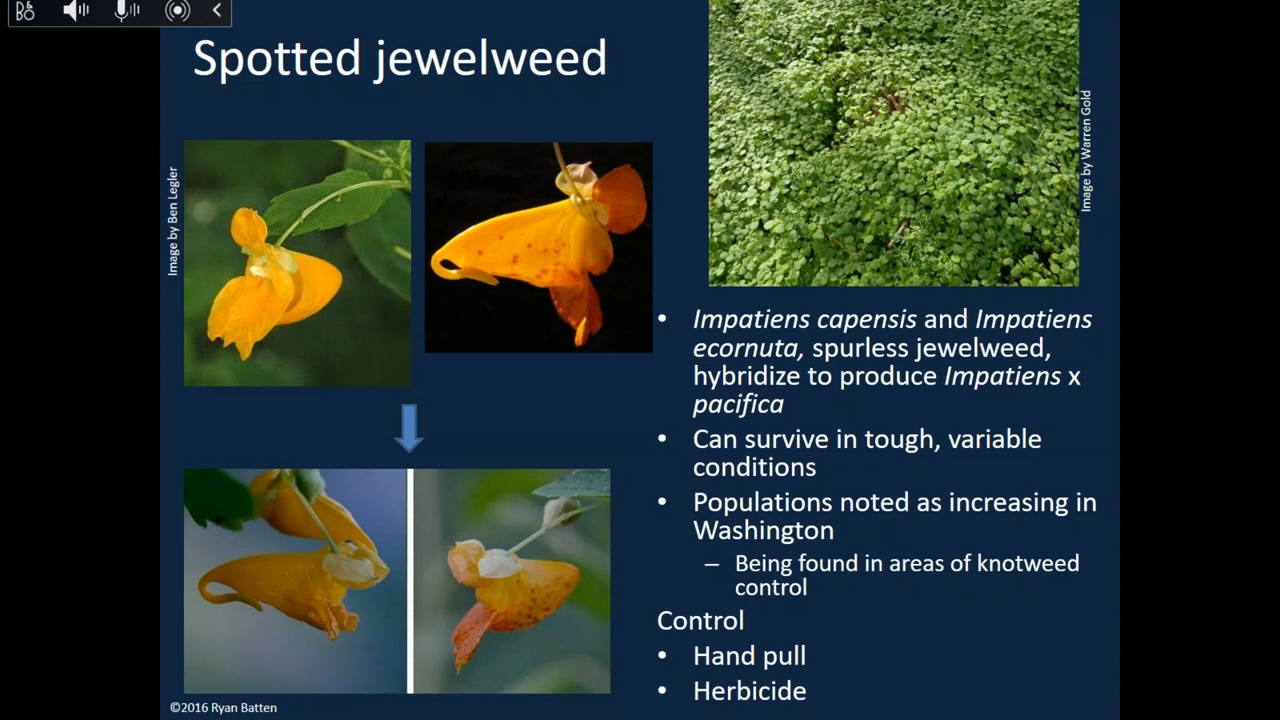 Spotted jewelweed
Image by Ben Legler
Image by Warren Gold
• Impatiens capensis and Impatiens
ecornuta, spurless jewelweed,
hybridize to produce Impatiens x
pacifica
• Can survive in tough, variable
conditions
• Populations noted as increasing in
Washington
– Being found in areas of knotweed
control
Control
• Hand pull
• Herbicide
©2016 Ryan Batten